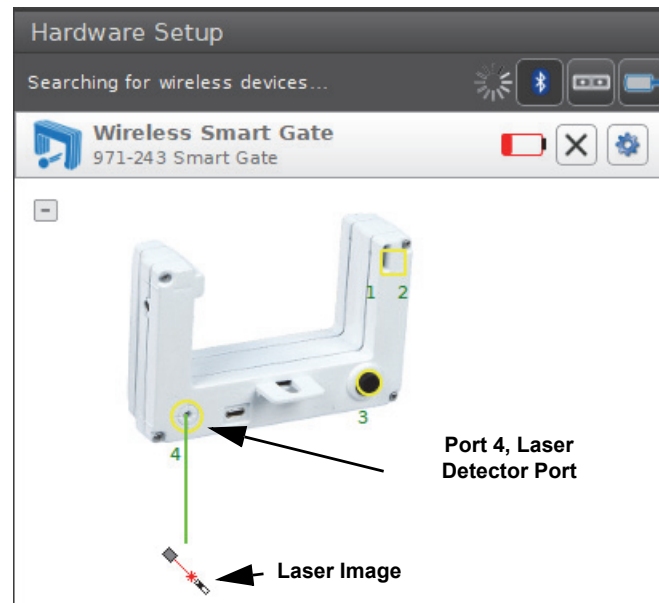 Hardware Setup
Searching for wireless devices...
Wireless Smart Gate
971-243 Smart Gate
1 2
3
4
Port 4, Laser
Detector Port
Laser Image